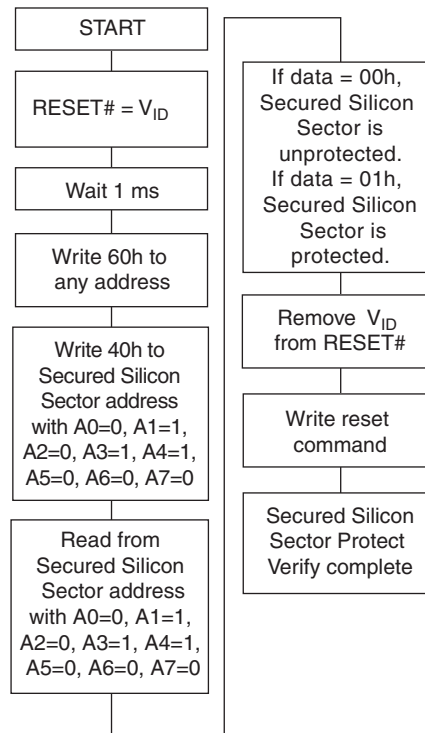 START
RESET# = VID
Wait 1 ms
Write 60h to
any address
Write 40h to
Secured Silicon
Sector address
with A0=0, A1=1,
A2=0, A3=1, A4=1,
A5=0, A6=0, A7=0
Read from
Secured Silicon
Sector address
with A0=0, A1=1,
A2=0, A3=1, A4=1,
A5=0, A6=0, A7=0
If data = 00h,
Secured Silicon
Sector is
unprotected.
If data = 01h,
Secured Silicon
Sector is
protected.
Remove VID
from RESET#
Write reset
command
Secured Silicon
Sector Protect
Verify complete